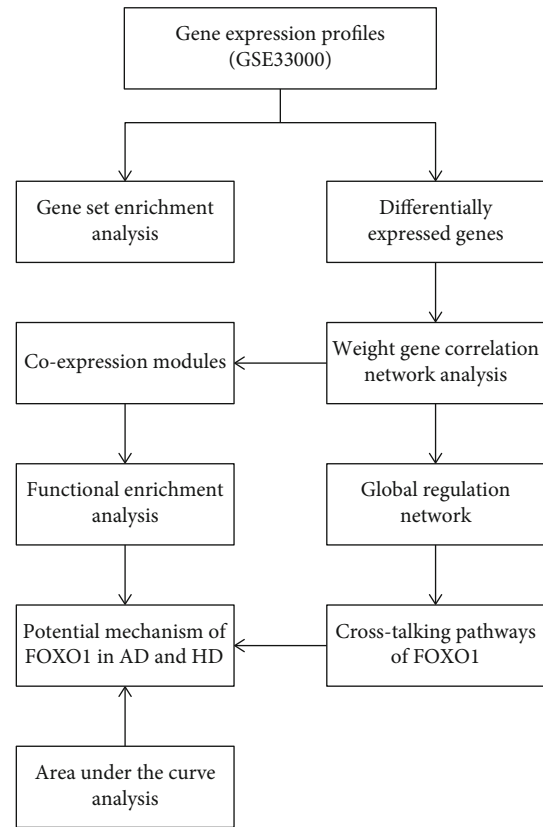 Gene expression profiles
(GSE33000)
Gene set enrichment
analysis
Differentially
expressed genes
Co-expression modules
Weight gene correlation
network analysis
Functional enrichment
analysis
Global regulation
network
Potential mechanism of
FOXO1 in AD and HD
Cross-talking pathways
of FOXO1
Area under the curve
analysis